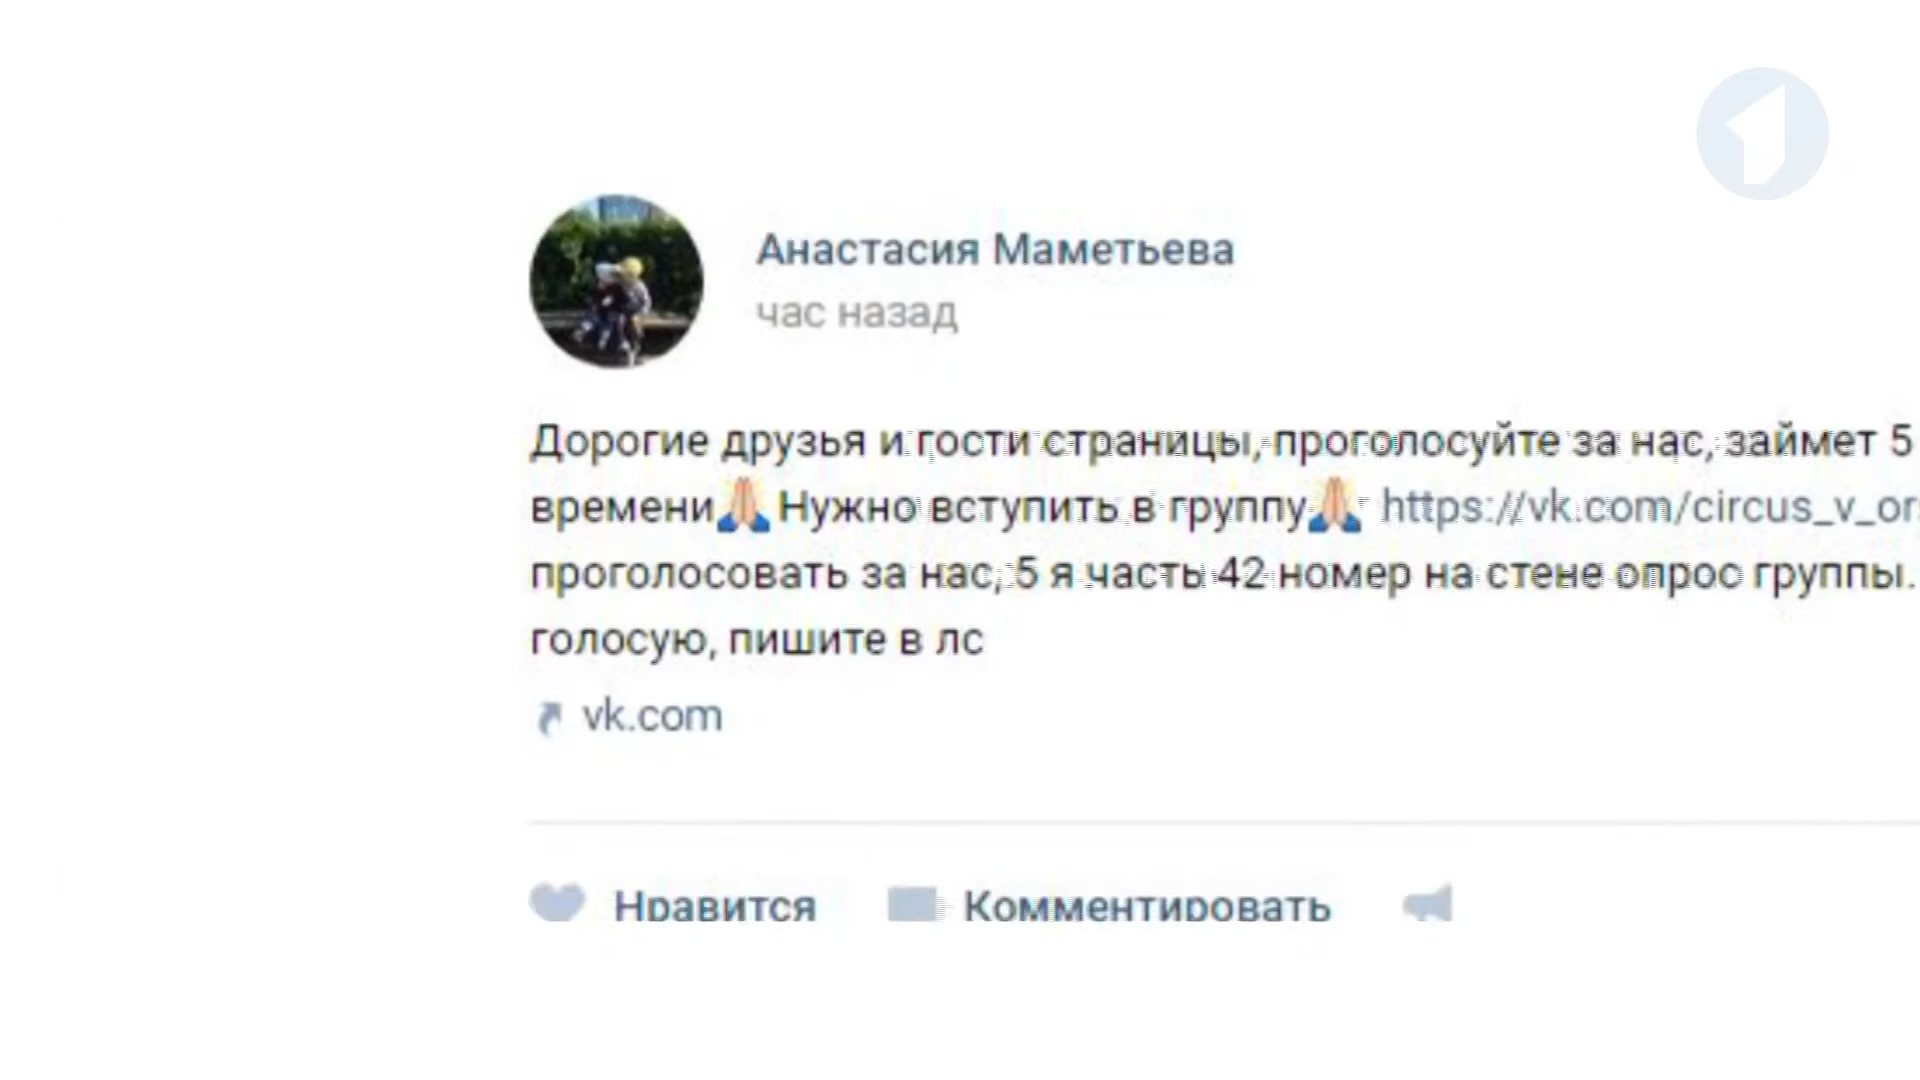 Анастасия Маметьева
час назад
Дорогие друзья и гости страницы, проголосуйте за нас, займет 5
времени🙏Нужно вступить в группу🙏 https://vk.com/circus_v_or
проголосовать за нас, 5 я часть 42 номер на стене опрос группы.
голосую, пишите в лс
vk.com
Нравится Комментировать